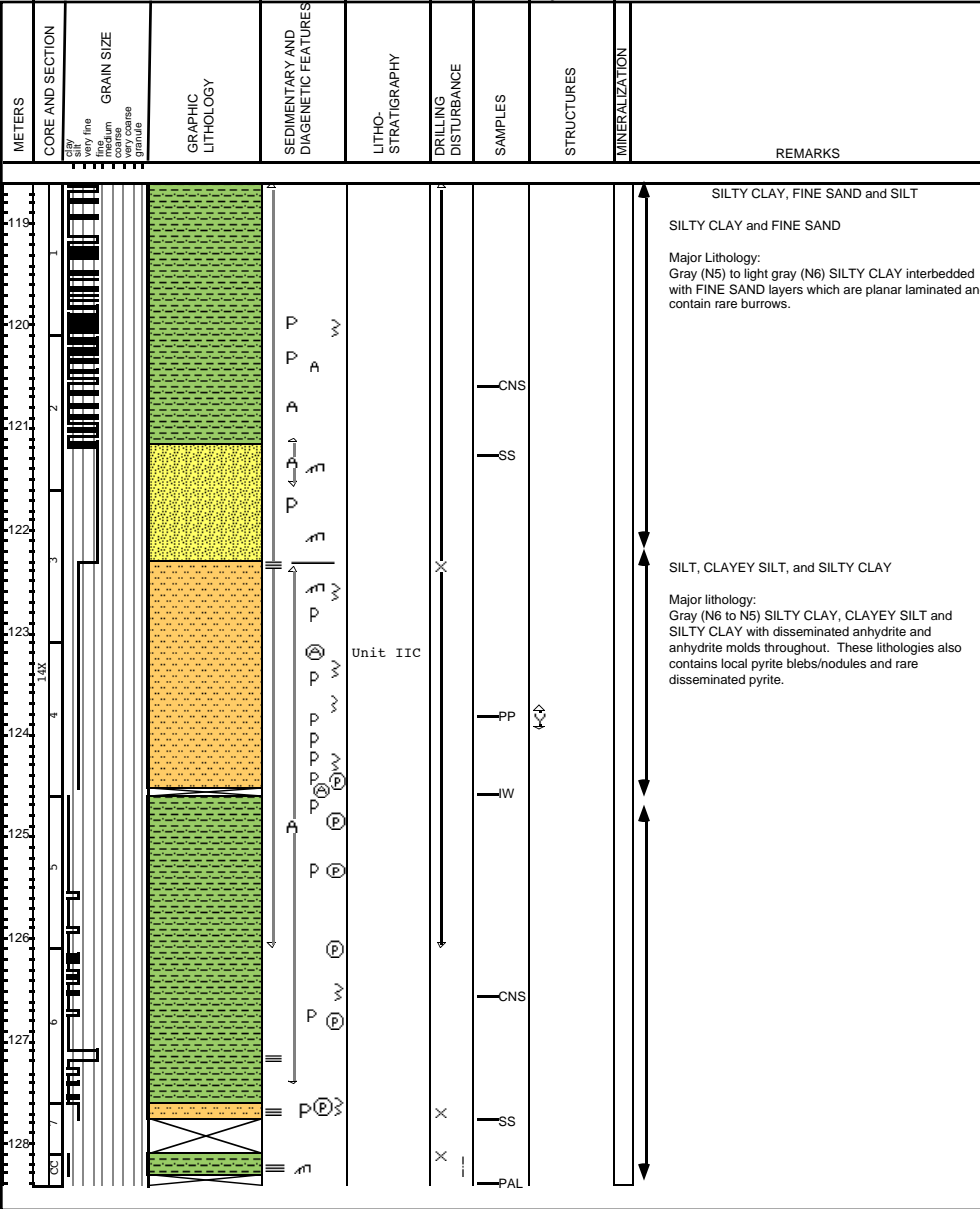 METERS
CORE AND SECTION
GRAIN SIZE
clay
silt
very fine
fine
medium
coarse
very coarse
granule
GRAPHIC
LITHOLOGY
SEDIMENTARY AND
DIAGENETIC FEATURES
LITHO-
STRATIGRAPHY
DRILLING
DISTURBANCE
SAMPLES
STRUCTURES
MINERALIZATION
REMARKS
119
120
121
122
123
124
125
126
127
128
14X
1
2
3
4
5
6
7
CC
P
P
A
A
A
P
P
A
P
P
P
P
P
P
A
P
A
P
P
P
P
P
P
P
P
Unit IIC
X
X
X
CNS
SS
PP
IW
CNS
SS
PAL
SILTY CLAY, FINE SAND and SILT
SILTY CLAY and FINE SAND
Major Lithology:
Gray (N5) to light gray (N6) SILTY CLAY interbedded
with FINE SAND layers which are planar laminated an
contain rare burrows.
SILT, CLAYEY SILT, and SILTY CLAY
Major lithology:
Gray (N6 to N5) SILTY CLAY, CLAYEY SILT and
SILTY CLAY with disseminated anhydrite and
anhydrite molds throughout. These lithologies also
contains local pyrite blebs/nodules and rare
disseminated pyrite.